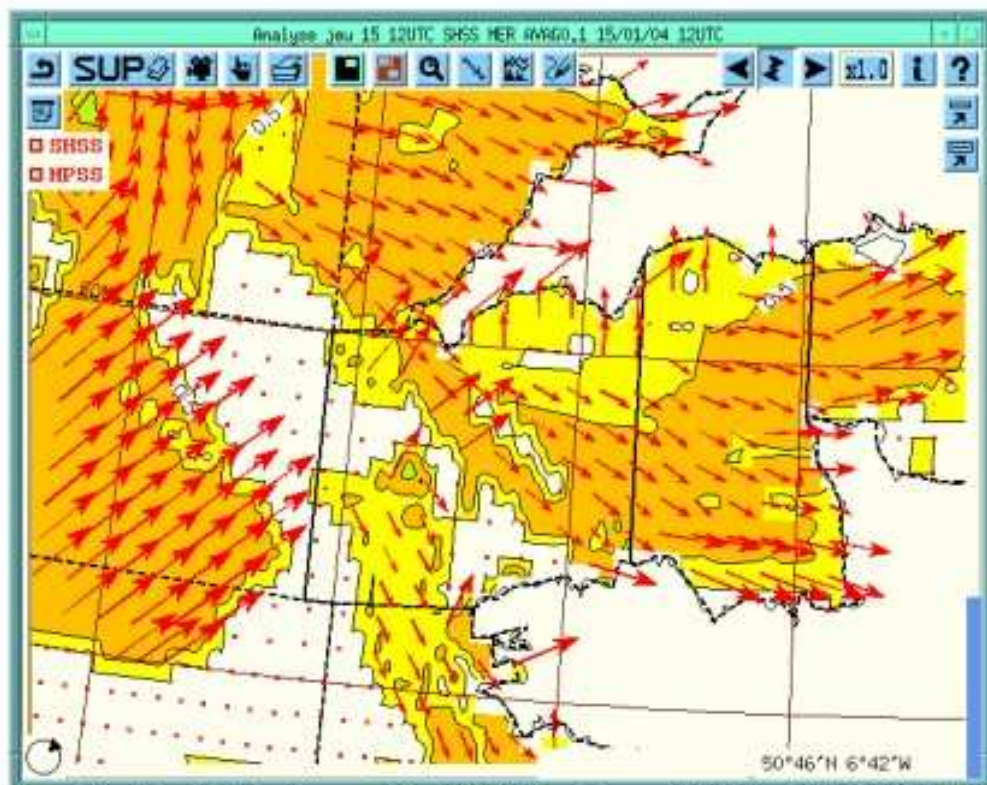 Analyse jeu 15 12UTC SHSS MER AVAG0.1 15/01/04 12UTC
SUP
x1.0
i
?
SHSS
MPSS
0.5
50°46"N 6°42"W